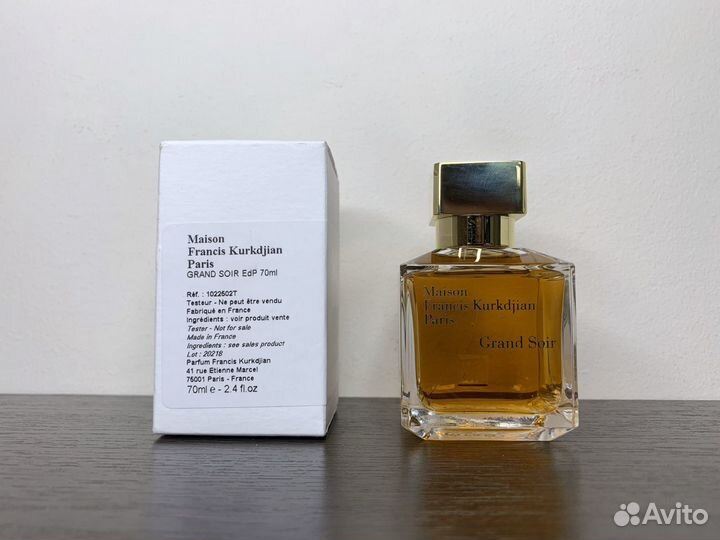 Maison
Francis Kurkdjian
Paris
GRAND SOIR EdP 70ml
Réf. : 1022502T
Testeur - Ne peut être vendu
Fabriqué en France
Ingrédients : voir produit vente
Tester - Not for sale
Made in France
Ingredients : see sales product
Lot : 20218
Parfum Francis Kurkdjian
41 rue Etienne Marcel
75001 Paris - France
70ml e - 2.4 fl.oz
Maison
Francis Kurkdjian
Paris
Grand Soir
Avito